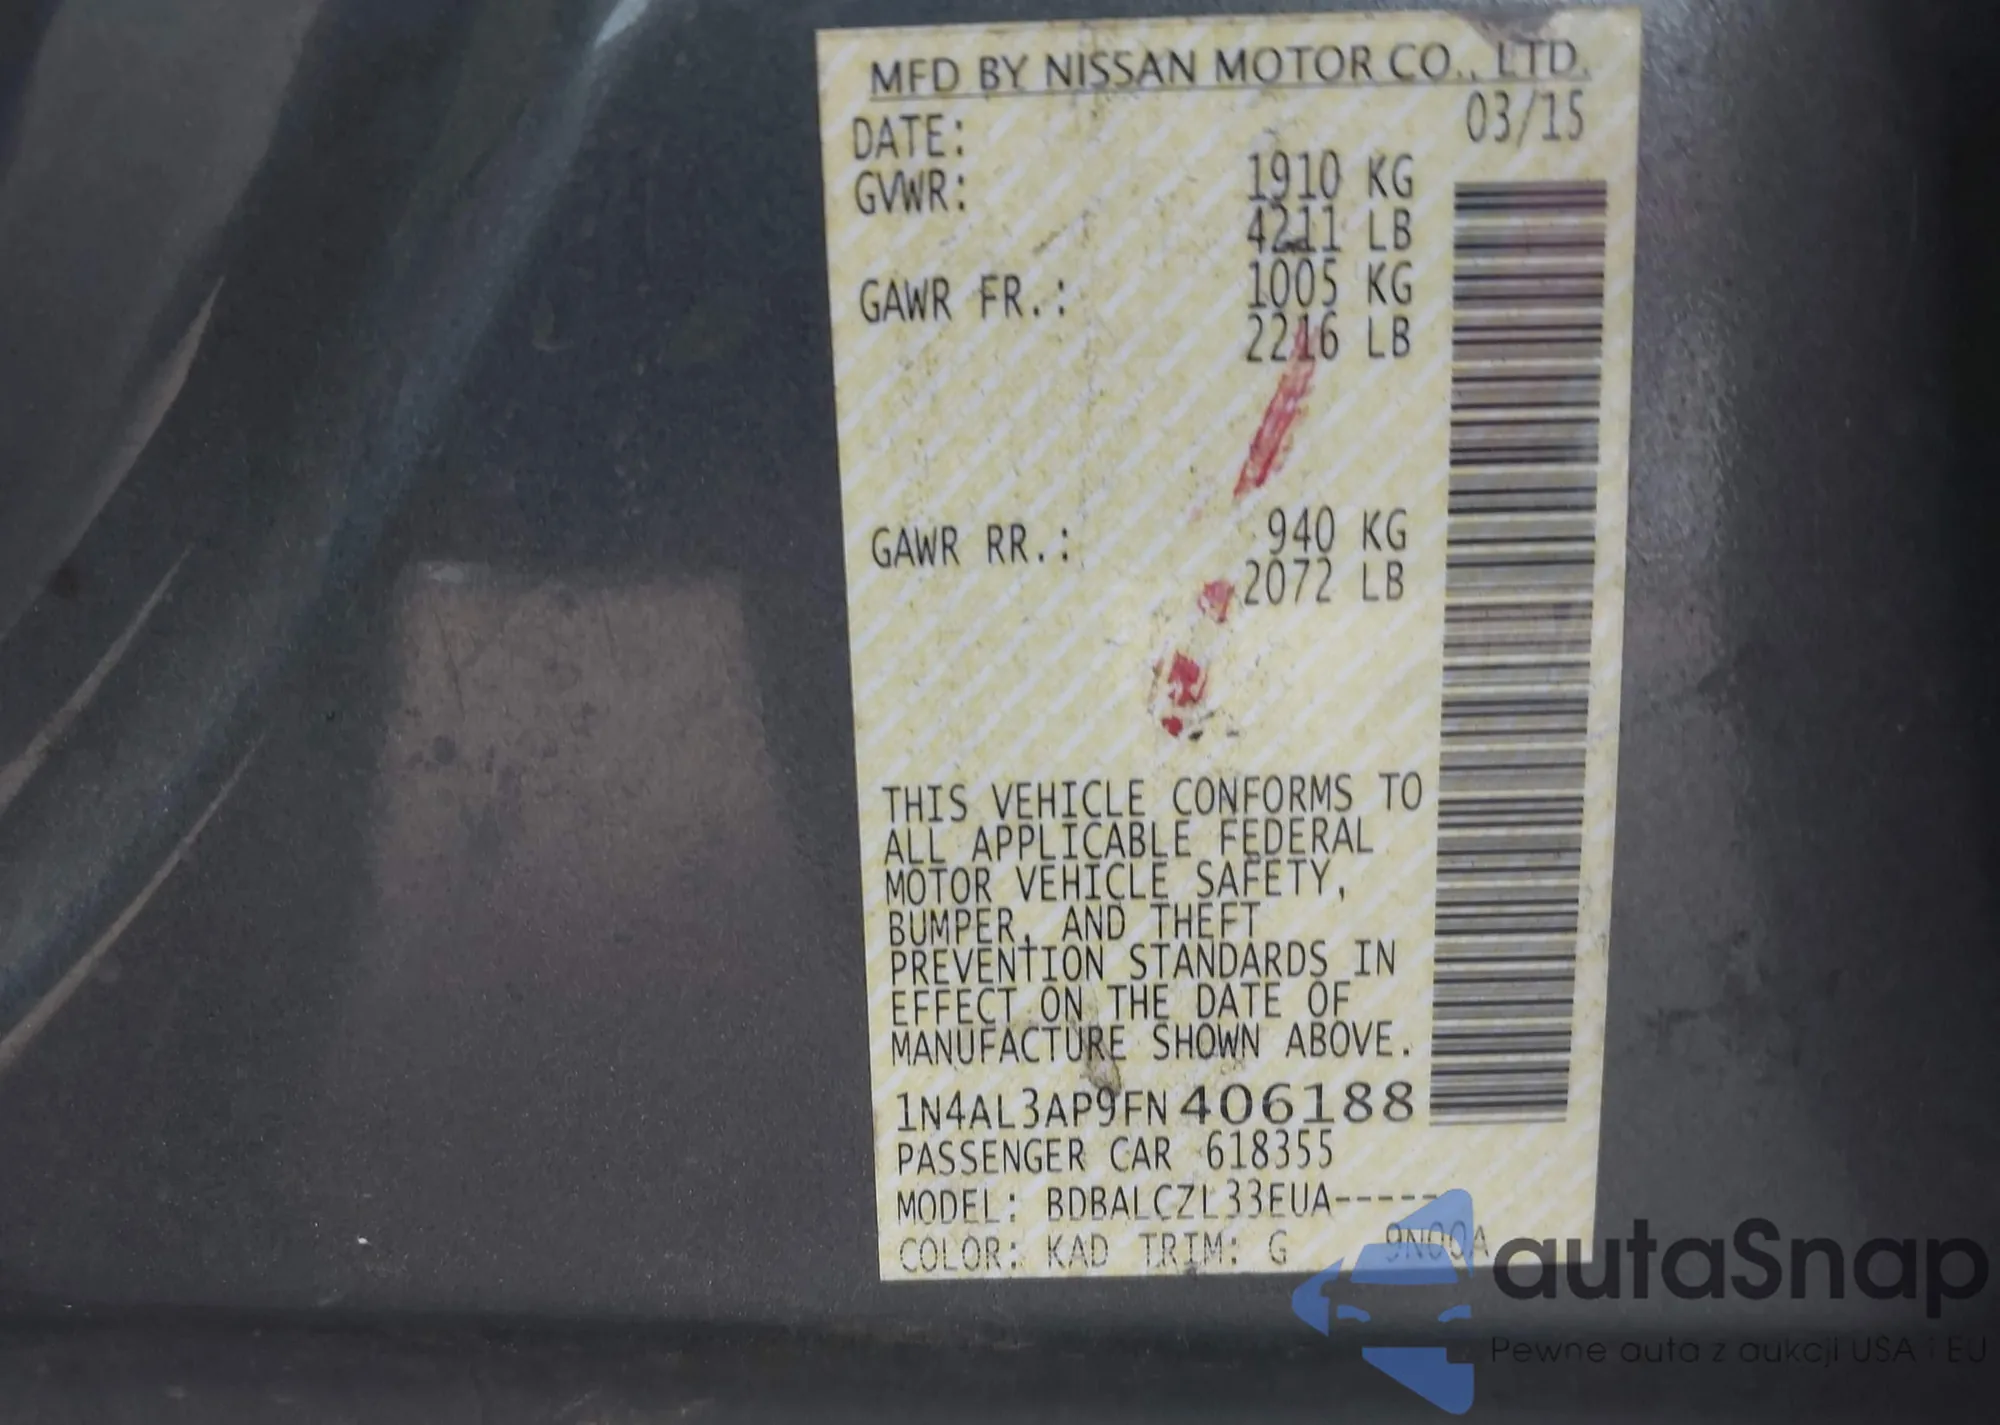 MFD BY NISSAN MOTOR CO., LTD.
DATE: 03/15
GVWR: 1910 KG
4211 LB
GAWR FR.: 1005 KG
2216 LB
GAWR RR.: 940 KG
2072 LB
THIS VEHICLE CONFORMS TO
ALL APPLICABLE FEDERAL
MOTOR VEHICLE SAFETY,
BUMPER, AND THEFT
PREVENTION STANDARDS IN
EFFECT ON THE DATE OF
MANUFACTURE SHOWN ABOVE.
1N4AL3AP9FN406188
PASSENGER CAR 618355
MODEL: BDBALCZL33EUA-----
COLOR: KAD TRIM: G 9N00A
autaSnap
Pewne auta z aukcji USA i EU